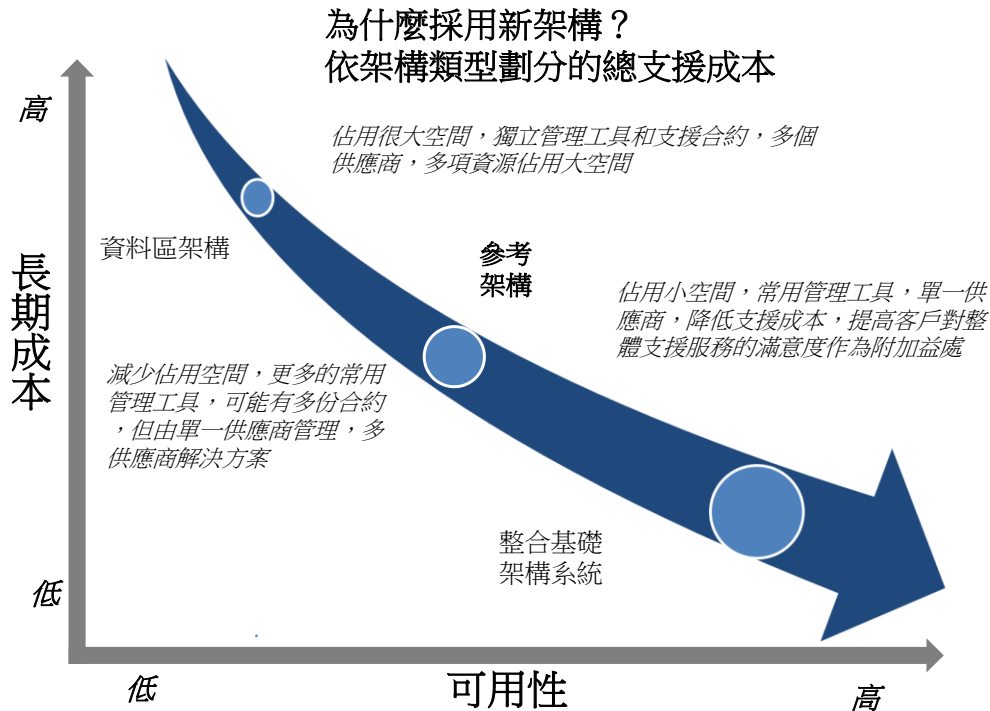 為什麼採用新架構？
依架構類型劃分的總支援成本
高
佔用很大空間，獨立管理工具和支援合約，多個
供應商，多項資源佔用大空間
資料區架構
參考
架構
長期成本
佔用小空間，常用管理工具，單一供
應商，降低支援成本，提高客戶對整
體支援服務的滿意度作為附加益處
減少佔用空間，更多的常用
管理工具，可能有多份合約
，但由單一供應商管理，多
供應商解決方案
整合基礎
架構系統
低
低
可用性
高